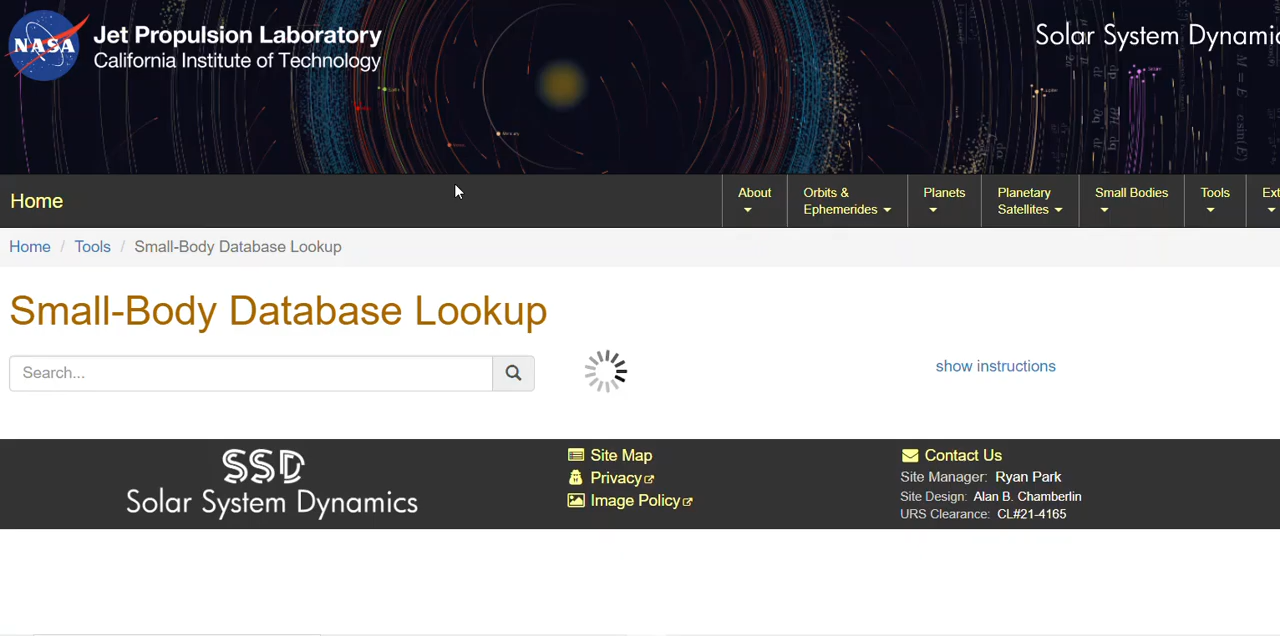 NASA
Jet Propulsion Laboratory
California Institute of Technology
Solar System Dynamic
Home
About
Orbits &
Ephemerides
Planets
Planetary
Satellites
Small Bodies
Tools
Ext
Home / Tools / Small-Body Database Lookup
Small-Body Database Lookup
Search...
show instructions
SSD
Solar System Dynamics
Site Map
Privacy
Image Policy
Contact Us
Site Manager: Ryan Park
Site Design: Alan B. Chamberlin
URS Clearance: CL#21-4165